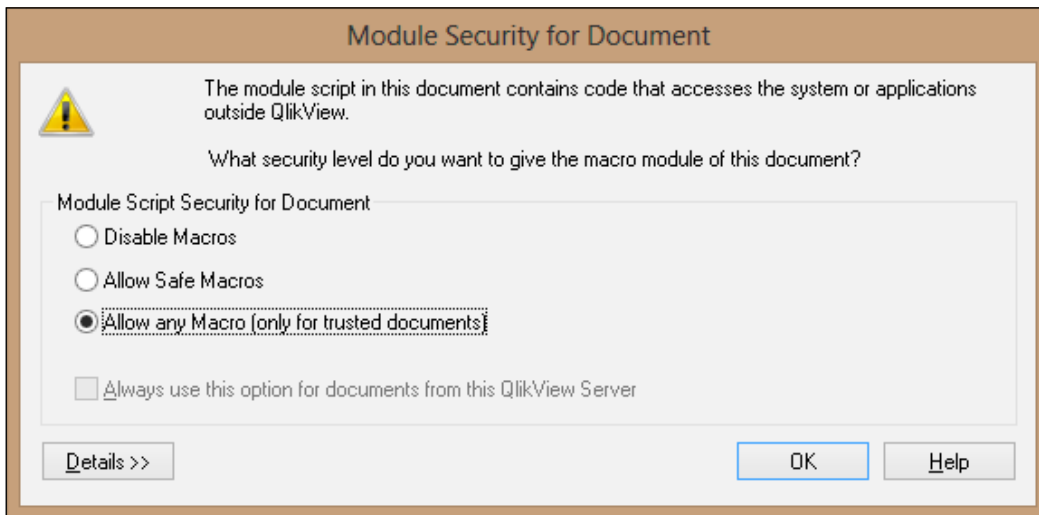 Module Security for Document
The module script in this document contains code that accesses the system or applications
outside QlikView.
What security level do you want to give the macro module of this document?
Module Script Security for Document
Disable Macros
Allow Safe Macros
Allow any Macro (only for trusted documents)
Always use this option for documents from this QlikView Server
Details >>
OK
Help